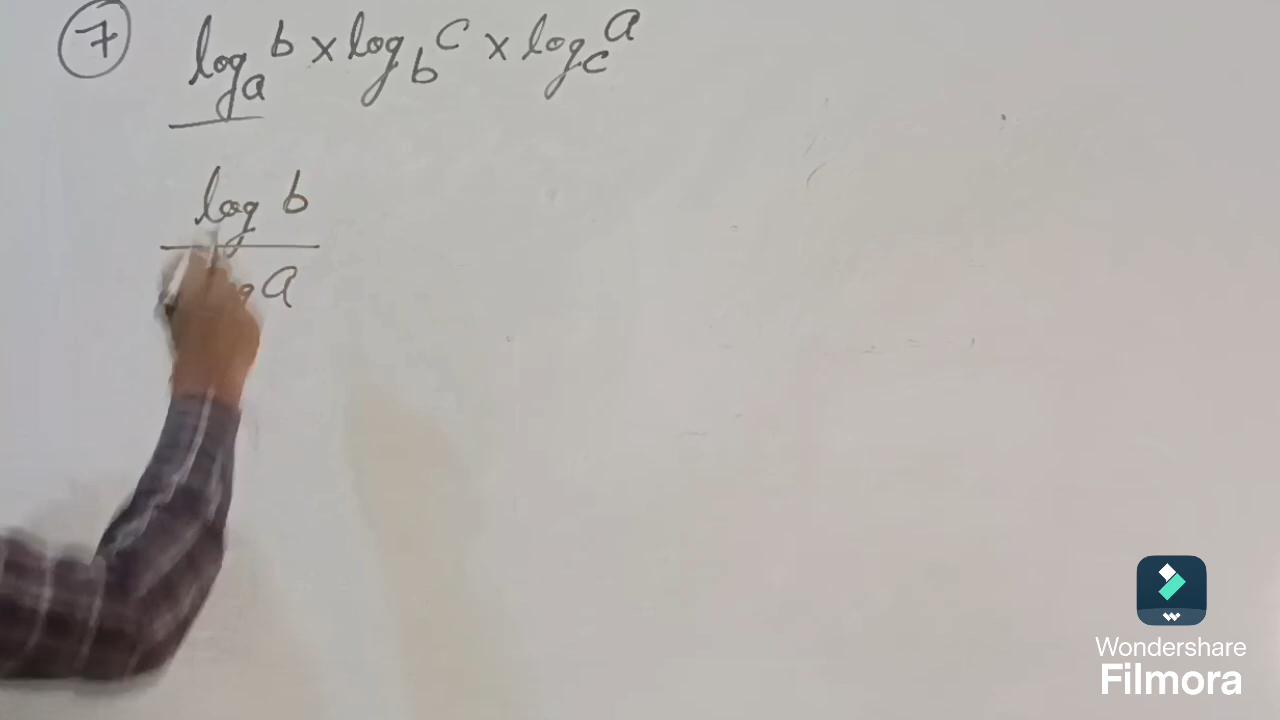 7 log_a b × log_b c × log_c a
log b
a
Wondershare
Filmora